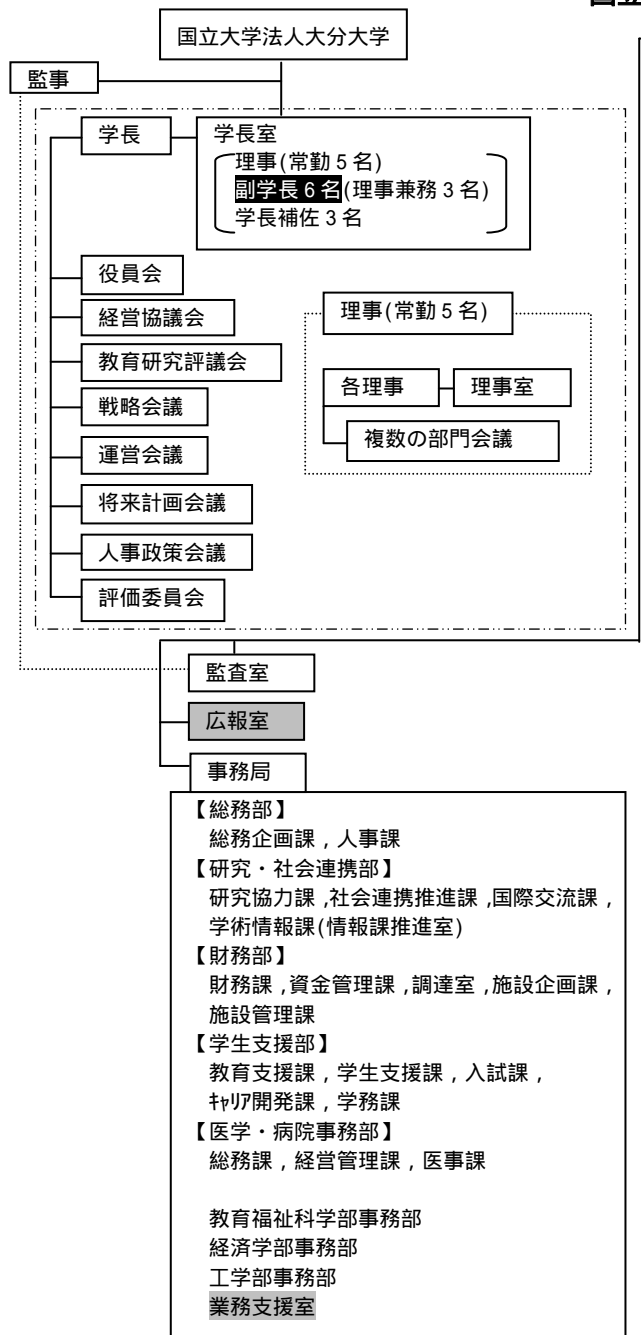 国立
国立大学法人大分大学
監事
学長
学長室
理事(常勤5名)
副学長6名(理事兼務3名)
学長補佐3名
役員会
経営協議会
教育研究評議会
戦略会議
運営会議
将来計画会議
人事政策会議
評価委員会
理事(常勤5名)
各理事
理事室
複数の部門会議
監査室
広報室
事務局
【総務部】
総務企画課，人事課
【研究・社会連携部】
研究協力課，社会連携推進課，国際交流課，
学術情報課(情報課推進室)
【財務部】
財務課，資金管理課，調達室，施設企画課，
施設管理課
【学生支援部】
教育支援課，学生支援課，入試課，
ｷｬﾘｱ開発課，学務課
【医学・病院事務部】
総務課，経営管理課，医事課
教育福祉科学部事務部
経済学部事務部
工学部事務部
業務支援室